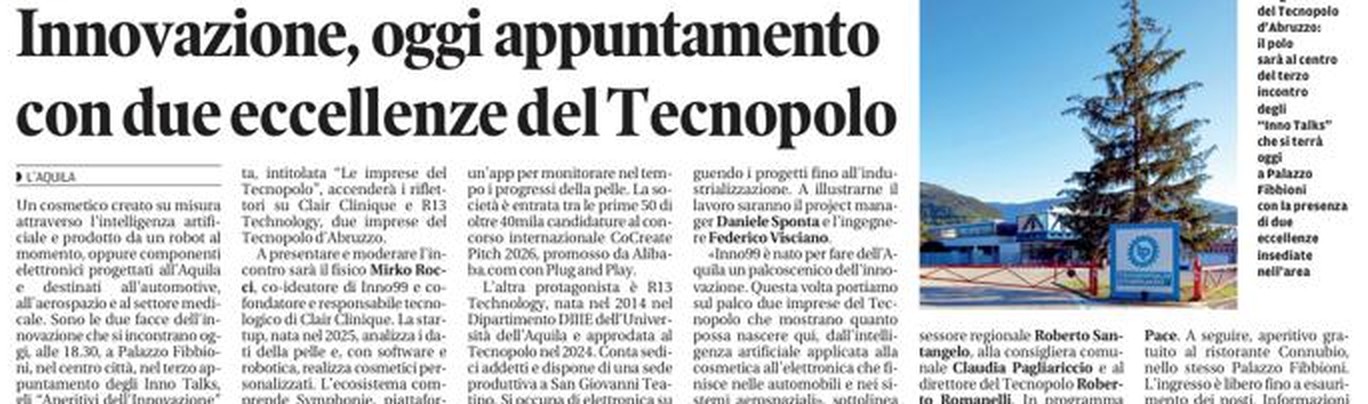 Innovazione, oggi appuntamento
con due eccellenze del Tecnopolo
L'AQUILA
Un cosmetico creato su misura
attraverso l'intelligenza artifi-
ciale e prodotto da un robot al
momento, oppure componenti
elettronici progettati all'Aquila
e destinati all'automotive,
all'aerospazio e al settore medi-
cale. Sono le due facce dell'in-
novazione che si incontrano og-
gi, alle 18.30, a Palazzo Fibbio-
ni, nel centro città, nel terzo ap-
puntamento degli Inno Talks,
gli "Aperitivi dell'Innovazione"
ta, intitolata "Le imprese del
Tecnopolo", accenderà i riflet-
tori su Clair Clinique e R13
Technology, due imprese del
Tecnopolo d'Abruzzo.
A presentare e moderare l'in-
contro sarà il fisico Mirko Roc-
ci, co-ideatore di Inno99 e co-
fondatore e responsabile tecno-
logico di Clair Clinique. La star-
tup, nata nel 2025, analizza i da-
ti della pelle e, con software e
robotica, realizza cosmetici per-
sonalizzati. L'ecosistema com-
prende Symphonie, piattafor-
un'app per monitorare nel tem-
po i progressi della pelle. La so-
cietà è entrata tra le prime 50 di
oltre 40mila candidature al con-
corso internazionale CoCreate
Pitch 2026, promosso da Aliba-
ba.com con Plug and Play.
L'altra protagonista è R13
Technology, nata nel 2014 nel
Dipartimento DIIIE dell'Univer-
sità dell'Aquila e approdata al
Tecnopolo nel 2024. Conta sedi-
ci addetti e dispone di una sede
produttiva a San Giovanni Tea-
tino. Si occupa di elettronica su
guendo i progetti fino all'indu-
strializzazione. A illustrarne il
lavoro saranno il project mana-
ger Daniele Sponta e l'ingegne-
re Federico Visciano.
«Inno99 è nato per fare dell'A-
quila un palcoscenico dell'inno-
vazione. Questa volta portiamo
sul palco due imprese del Tec-
nopolo che mostrano quanto
possa nascere qui, dall'intelli-
genza artificiale applicata alla
cosmetica all'elettronica che fi-
nisce nelle automobili e nei si-
stemi aerospaziali», sottolinea
del Tecnopolo
d'Abruzzo:
il polo
sarà al centro
del terzo
incontro
degli
"Inno Talks"
che si terrà
oggi
a Palazzo
Fibbioni
con la presenza
di due
eccellenze
insediate
nell'area
sessore regionale Roberto San-
tangelo, alla consigliera comu-
nale Claudia Pagliariccio e al
direttore del Tecnopolo Rober-
to Romanelli. In programma
Pace. A seguire, aperitivo gra-
tuito al ristorante Connubio,
nello stesso Palazzo Fibbioni.
L'ingresso è libero fino a esauri-
mento dei posti. Informazioni